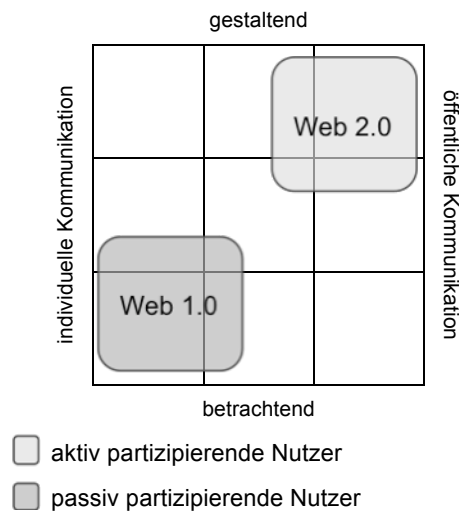 gestaltend
individuelle Kommunikation
öffentliche Kommunikation
Web 2.0
Web 1.0
betrachtend
aktiv partizipierende Nutzer
passiv partizipierende Nutzer